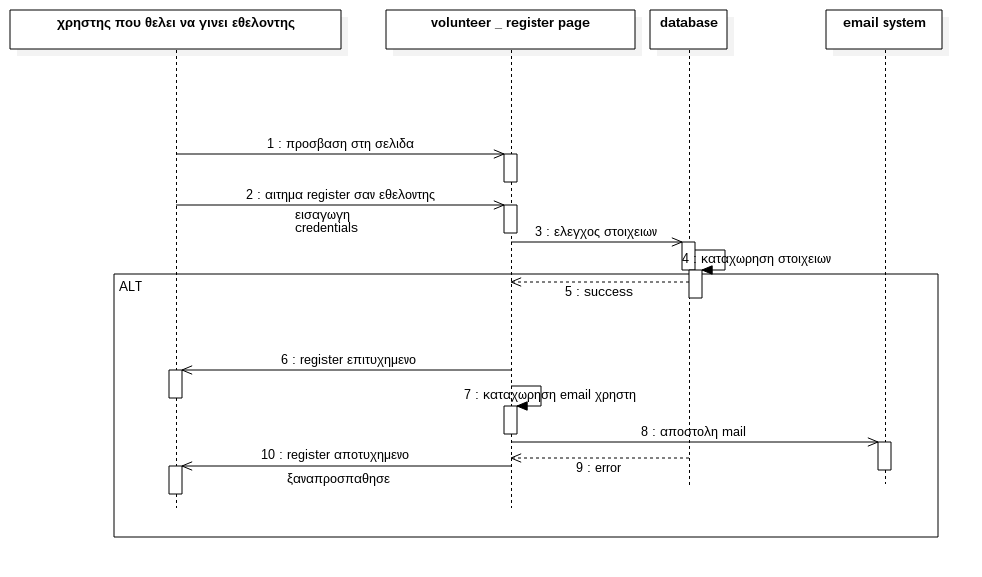 χρηστης που θελει να γινει εθελοντης
volunteer _ register page
database
email system
1 : προσβαση στη σελιδα
2 : αιτημα register σαν εθελοντης
εισαγωγη
credentials
3 : ελεγχος στοιχειων
4 : καταχωρηση στοιχειων
ALT
5 : success
6 : register επιτυχημενο
7 : καταχωρηση email χρηστη
8 : αποστολη mail
10 : register αποτυχημενο
9 : error
ξαναπροσπαθησε